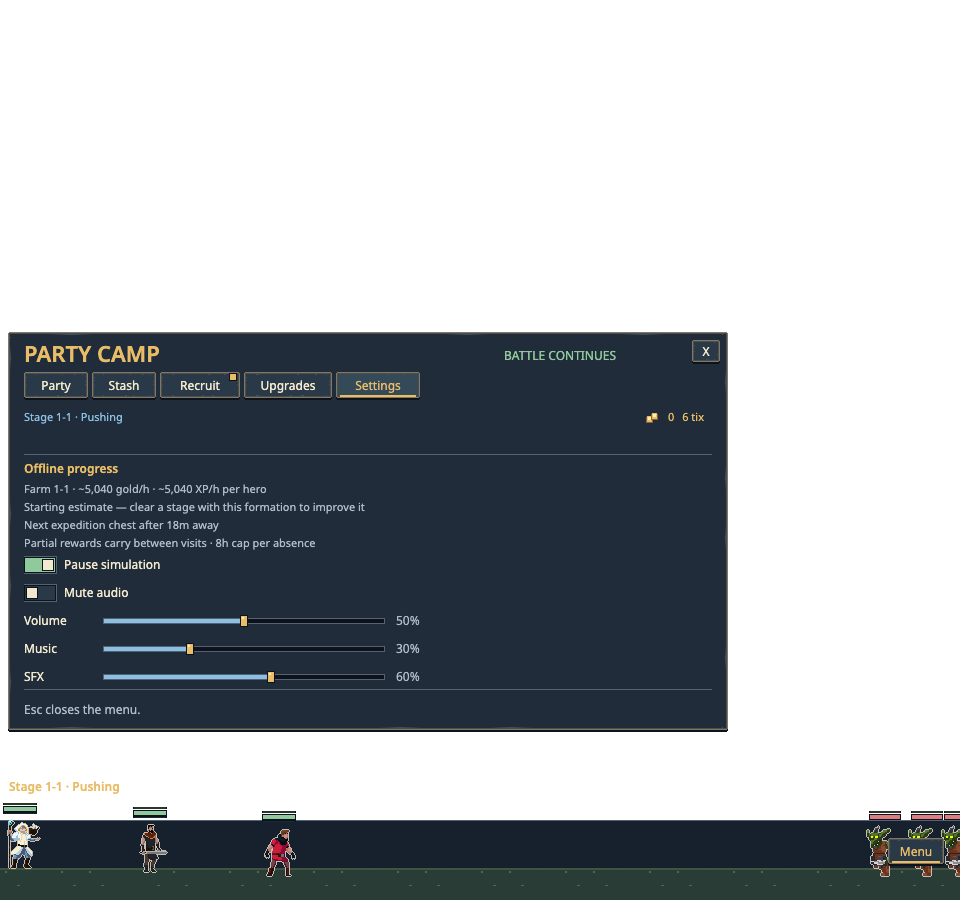 PARTY CAMP
BATTLE CONTINUES
X
Party
Stash
Recruit
Upgrades
Settings
Stage 1-1 · Pushing
0 6 tix
Offline progress
Farm 1-1 · ~5,040 gold/h · ~5,040 XP/h per hero
Starting estimate — clear a stage with this formation to improve it
Next expedition chest after 18m away
Partial rewards carry between visits · 8h cap per absence
Pause simulation
Mute audio
Volume 50%
Music 30%
SFX 60%
Esc closes the menu.
Stage 1-1 · Pushing
Menu